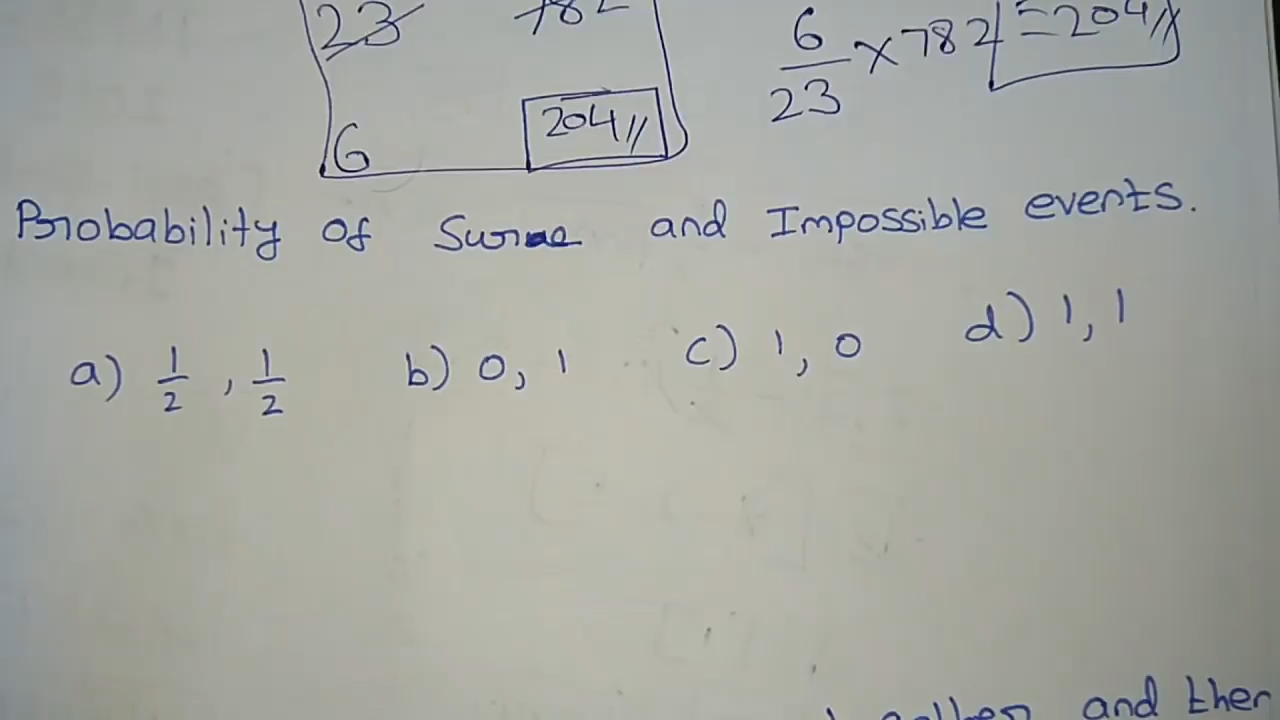 23 782 6/23 × 782 = 204//
6 204//
Probability of Sure and Impossible events.
a) 1/2, 1/2 b) 0, 1 c) 1, 0 d) 1, 1
and then